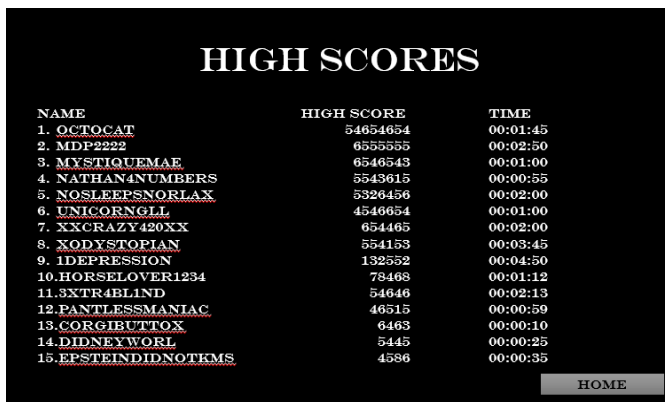 HIGH SCORES
NAME HIGH SCORE TIME
1. OCTOCAT 54654654 00:01:45
2. MDP2222 6555555 00:02:50
3. MYSTIQUEMAE 6546543 00:01:00
4. NATHAN4NUMBERS 5543615 00:00:55
5. NOSLEEPSNORLAX 5326456 00:02:00
6. UNICORNGLL 4546654 00:01:00
7. XXCRAZY420XX 654465 00:02:00
8. XODYSTOPIAN 554153 00:03:45
9. 1DEPRESSION 132552 00:04:50
10.HORSELOVER1234 78468 00:01:12
11.3XTR4BL1ND 54646 00:02:13
12.PANTLESSMANIAC 46515 00:00:59
13.CORGIBUTTOX 6463 00:00:10
14.DIDNEYWORL 5445 00:00:25
15.EPSTEINDIDNOTKMS 4586 00:00:35
HOME